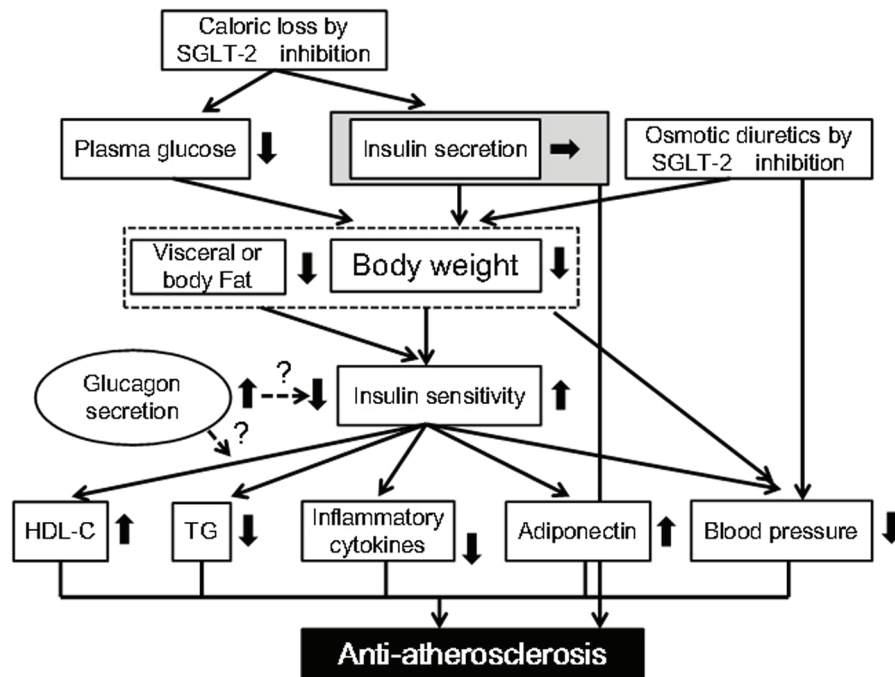 Caloric loss by
SGLT-2 inhibition
Plasma glucose
Insulin secretion
Osmotic diuretics by
SGLT-2 inhibition
Visceral or
body Fat
Body weight
Glucagon
secretion
?
Insulin sensitivity
?
HDL-C
TG
Inflammatory
cytokines
Adiponectin
Blood pressure
Anti-atherosclerosis